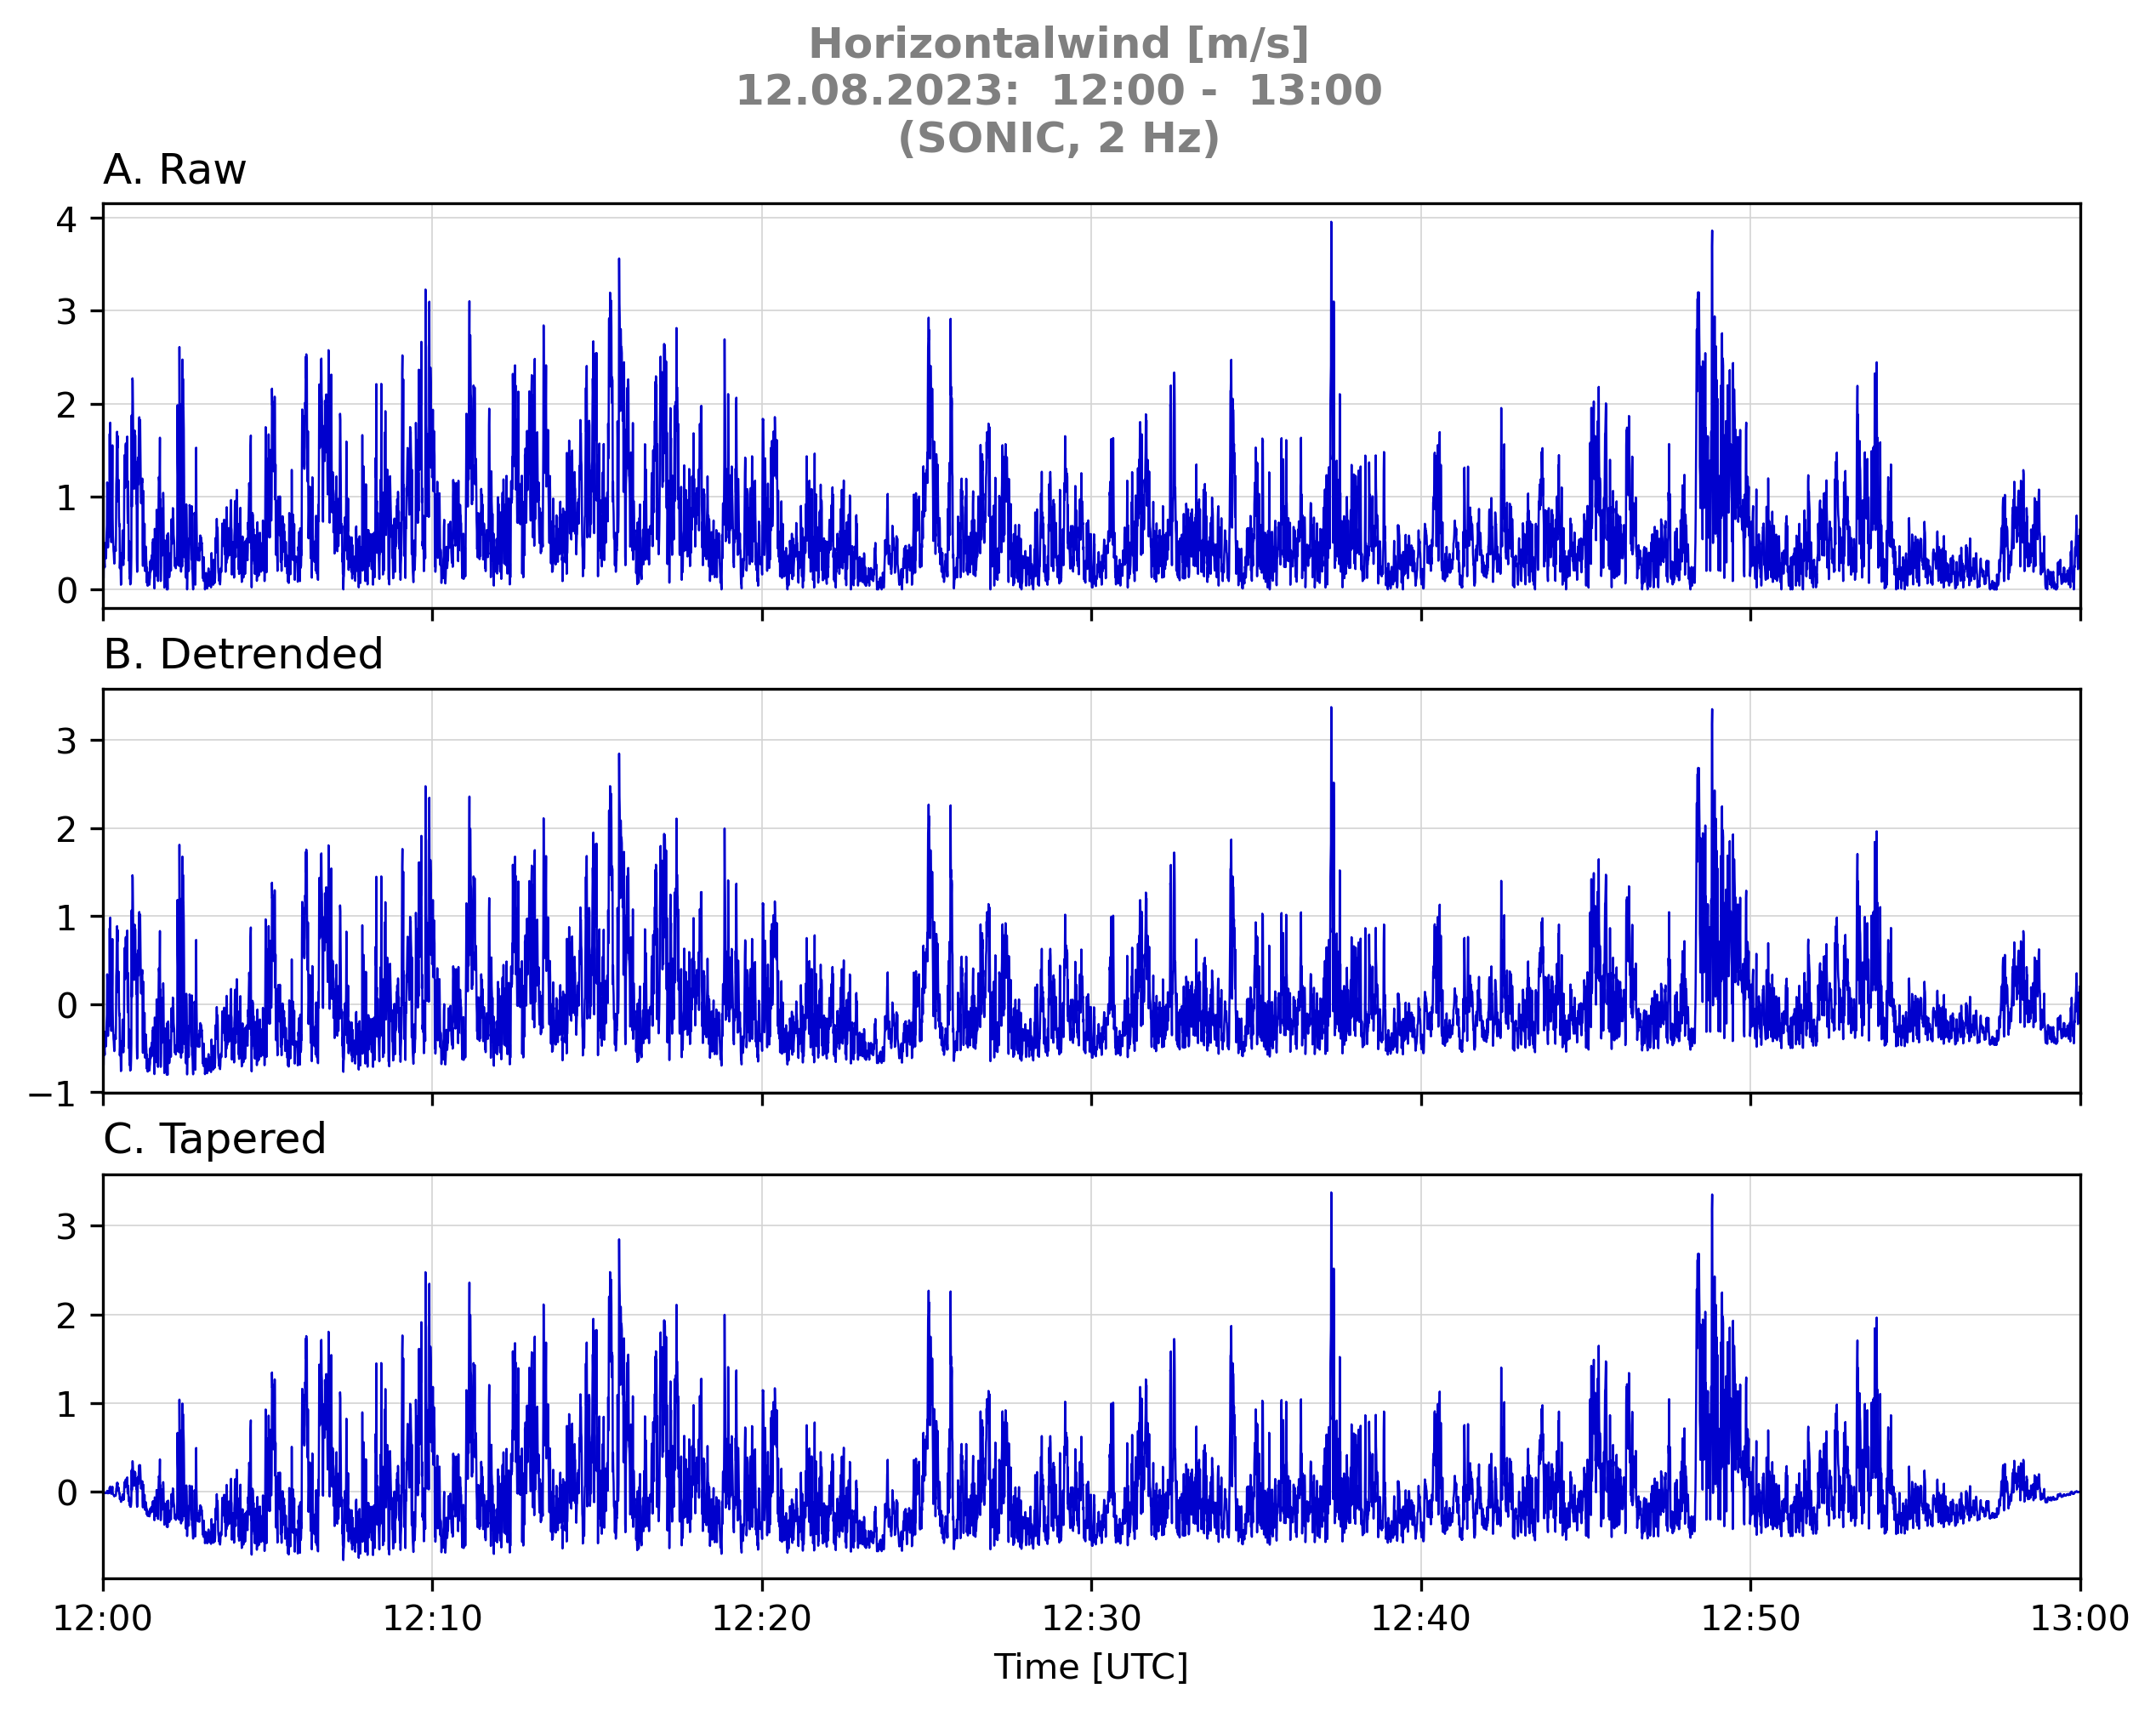 Horizontalwind [m/s]
12.08.2023:  12:00 -  13:00
(SONIC, 2 Hz)
A. Raw
4
3
2
1
0
B. Detrended
3
2
1
0
−1
C. Tapered
3
2
1
0
12:00 12:10 12:20 12:30 12:40 12:50 13:00
Time [UTC]